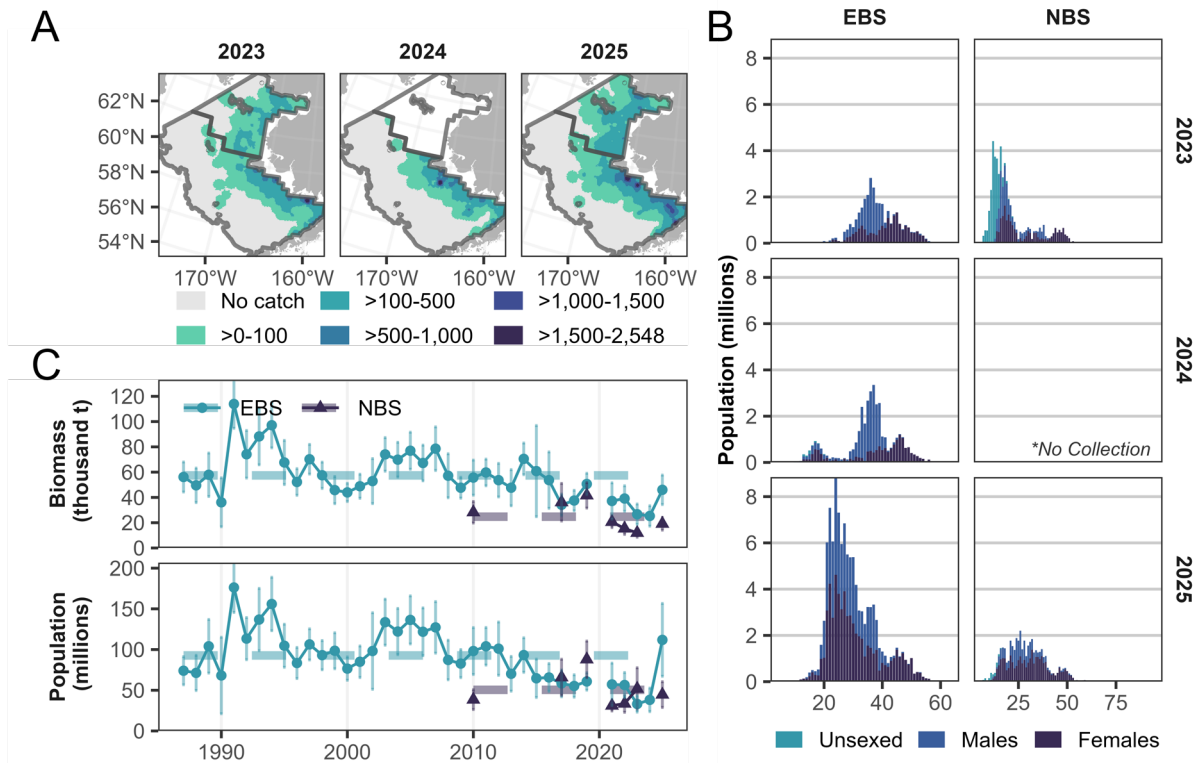 A
2023 2024 2025
62°N
60°N
58°N
56°N
54°N
170°W 160°W 170°W 160°W 170°W 160°W
No catch >100-500 >1,000-1,500
>0-100 >500-1,000 >1,500-2,548
B
EBS NBS
Population (millions)
8
6
4
2
0
2023
8
6
4
2
0
*No Collection
2024
8
6
4
2
0
2025
20 40 60 25 50 75
Unsexed Males Females
C
Biomass
(thousand t)
120
100
80
60
40
20
0
EBS NBS
Population
(millions)
200
150
100
50
0
1990 2000 2010 2020